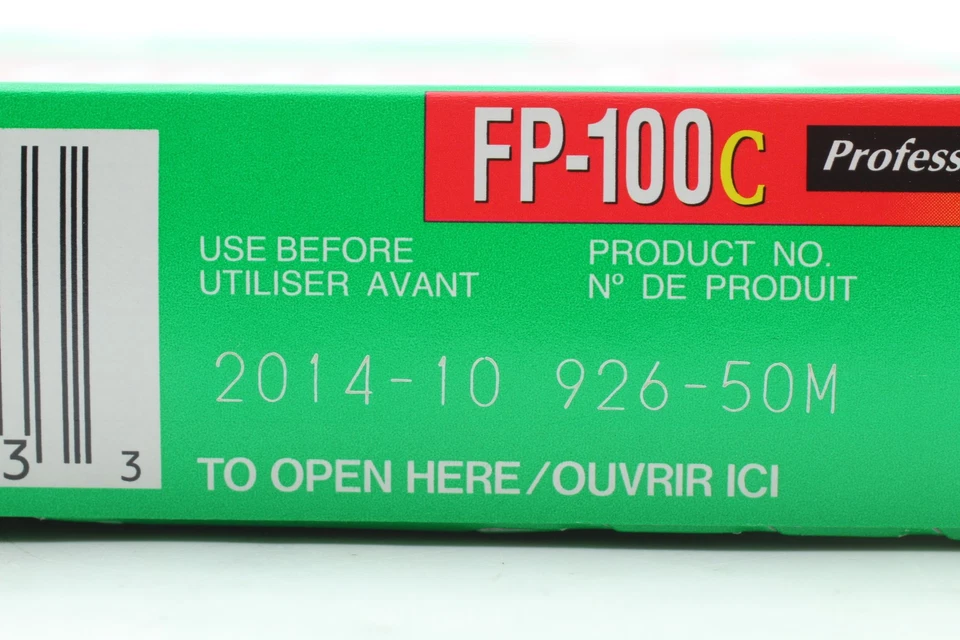 FP-100C Profess
USE BEFORE
UTILISER AVANT
PRODUCT NO.
Nº DE PRODUIT
2014-10 926-50M
TO OPEN HERE/OUVRIR ICI
3 3